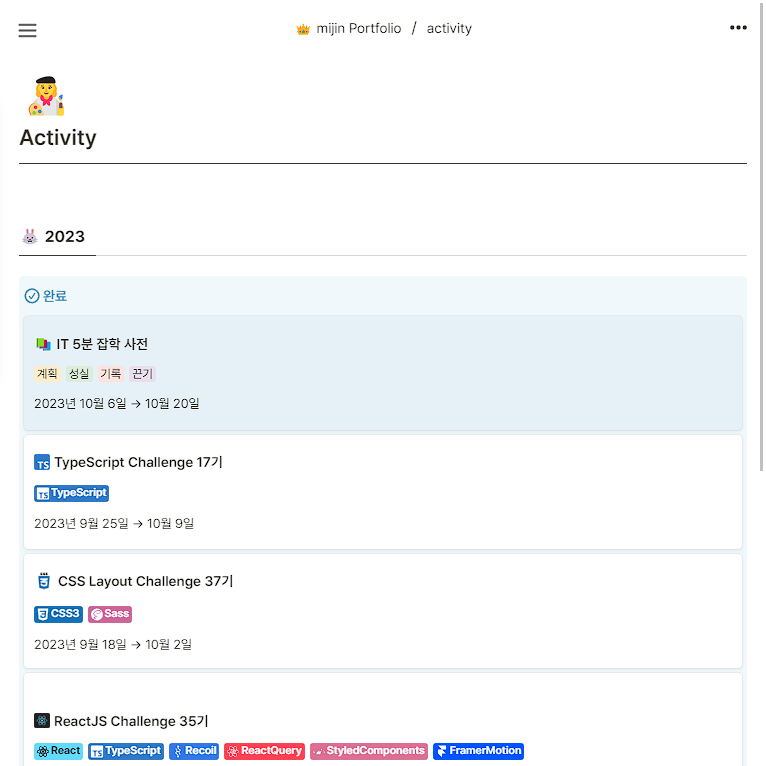 mijin Portfolio / activity
Activity
2023
완료
IT 5분 잡학 사전
계획 성실 기록 끈기
2023년 10월 6일 → 10월 20일
TS TypeScript Challenge 17기
TS TypeScript
2023년 9월 25일 → 10월 9일
CSS Layout Challenge 37기
CSS3 Sass
2023년 9월 18일 → 10월 2일
ReactJS Challenge 35기
React TS TypeScript Recoil ReactQuery StyledComponents FramerMotion